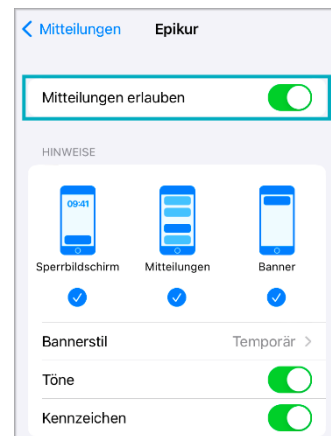 Mitteilungen Epikur
Mitteilungen erlauben
HINWEISE
09:41
Sperrbildschirm Mitteilungen Banner
Bannerstil Temporär
Töne
Kennzeichen